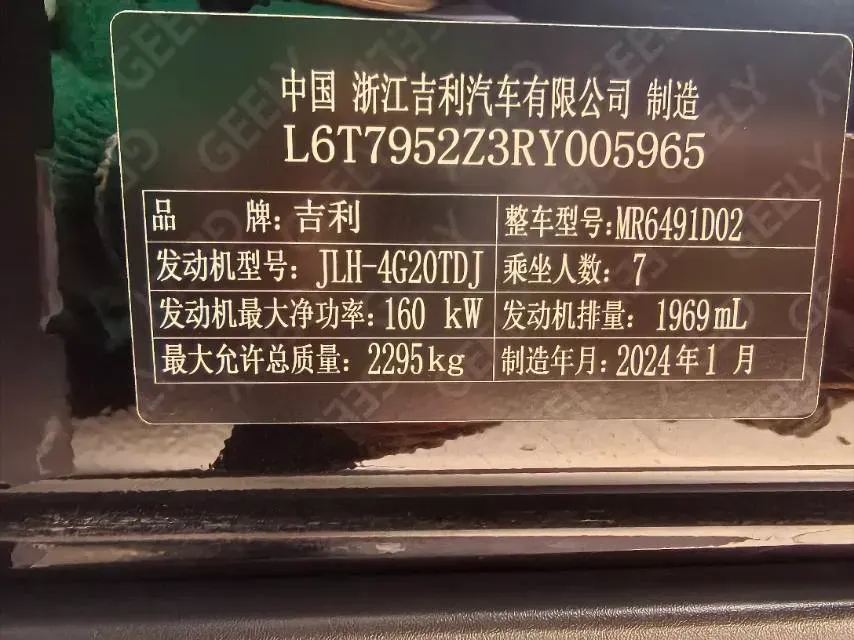 中国 浙江吉利汽车有限公司 制造
L6T7952Z3RY005965
品 牌: 吉利 整车型号: MR6491D02
发动机型号: JLH-4G20TDJ 乘坐人数: 7
发动机最大净功率: 160 kW 发动机排量: 1969mL
最大允许总质量: 2295kg 制造年月: 2024年1月
GEELY